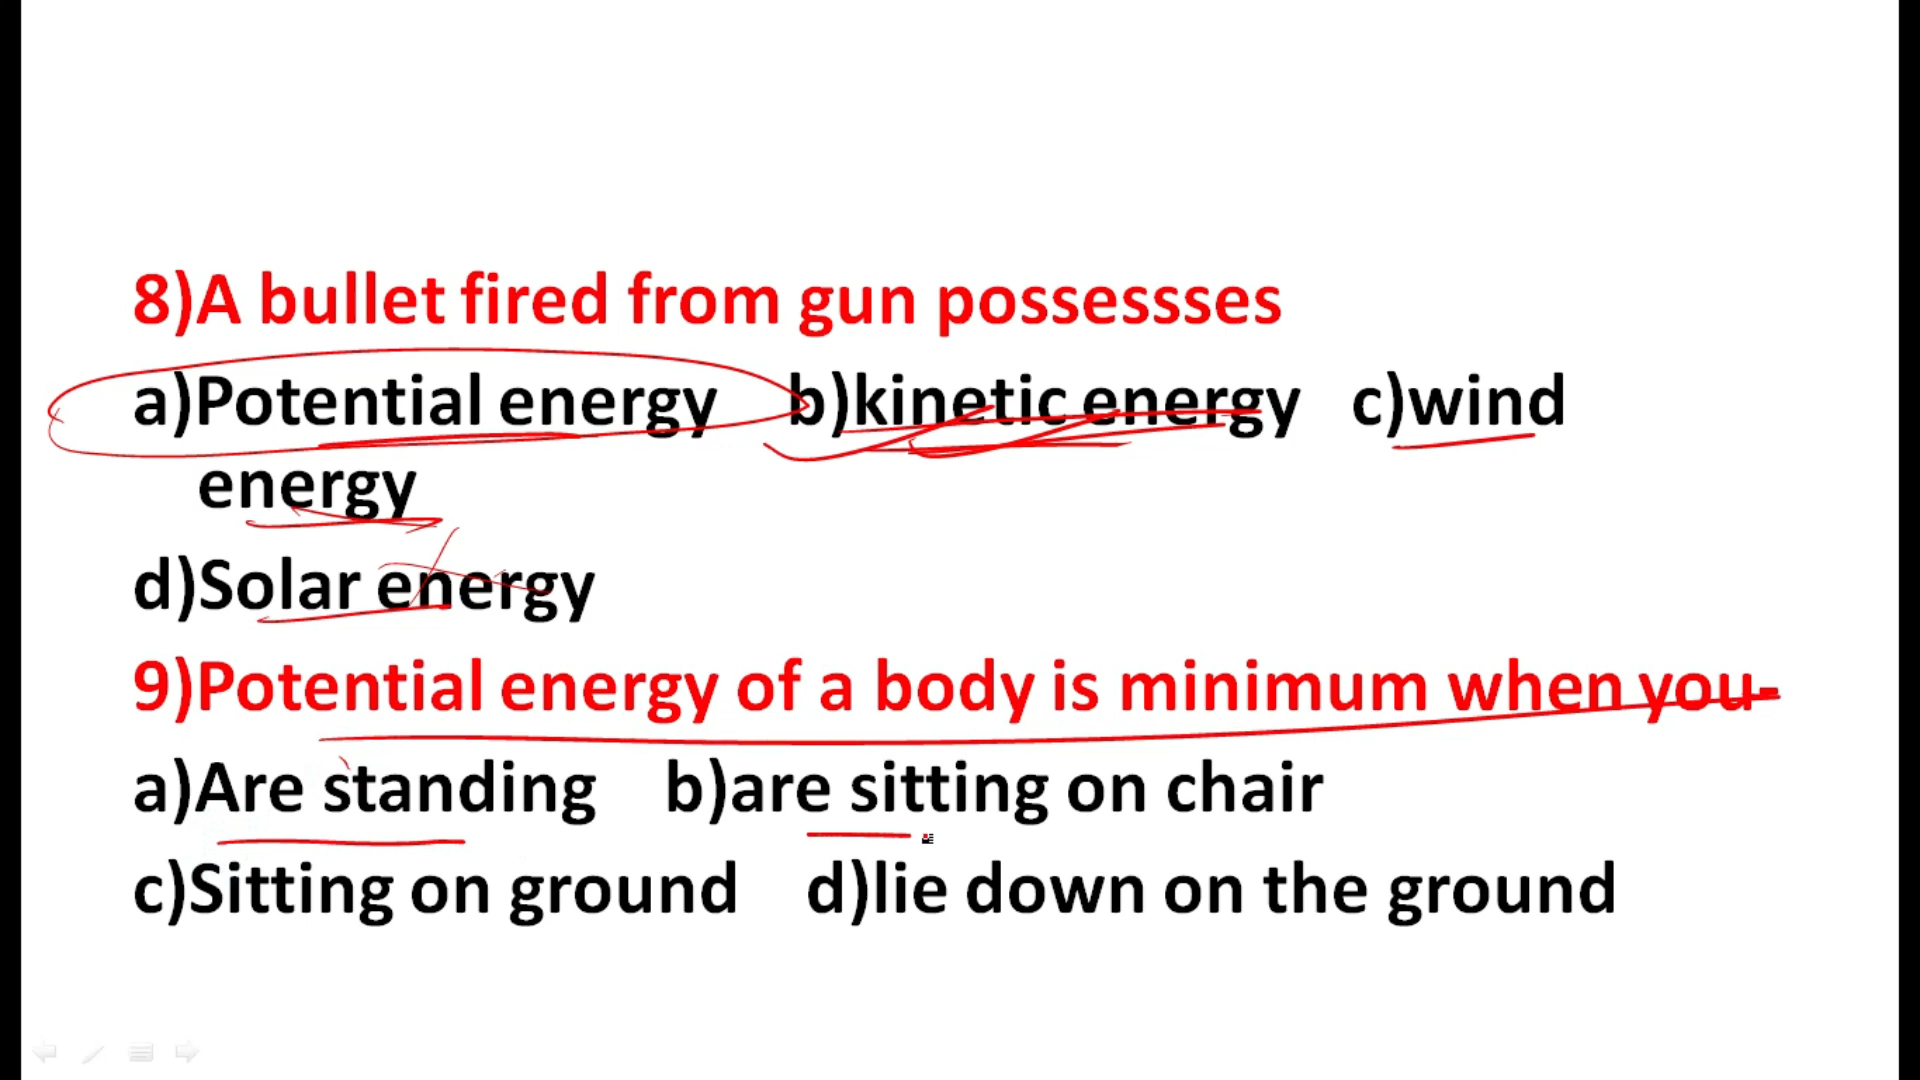 8)A bullet fired from gun possessses
a)Potential energy b)kinetic energy c)wind
energy
d)Solar energy
9)Potential energy of a body is minimum when you-
a)Are standing b)are sitting on chair
c)Sitting on ground d)lie down on the ground